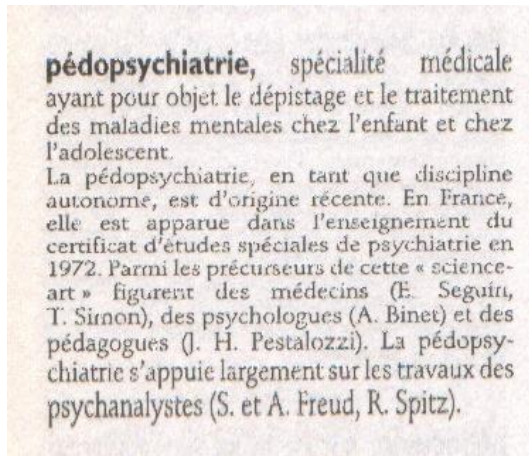 pédopsychiatrie, spécialité médicale
ayant pour objet le dépistage et le traitement
des maladies mentales chez l'enfant et chez
l'adolescent.
La pédopsychiatrie, en tant que discipline
autonome, est d'origine récente. En France,
elle est apparue dans l'enseignement du
certificat d'études spéciales de psychiatrie en
1972. Parmi les précurseurs de cette « science-
art » figurent des médecins (E. Seguin,
T. Simon), des psychologues (A. Binet) et des
pédagogues (J. H. Pestalozzi). La pédopsy-
chiatrie s'appuie largement sur les travaux des
psychanalystes (S. et A. Freud, R. Spitz).